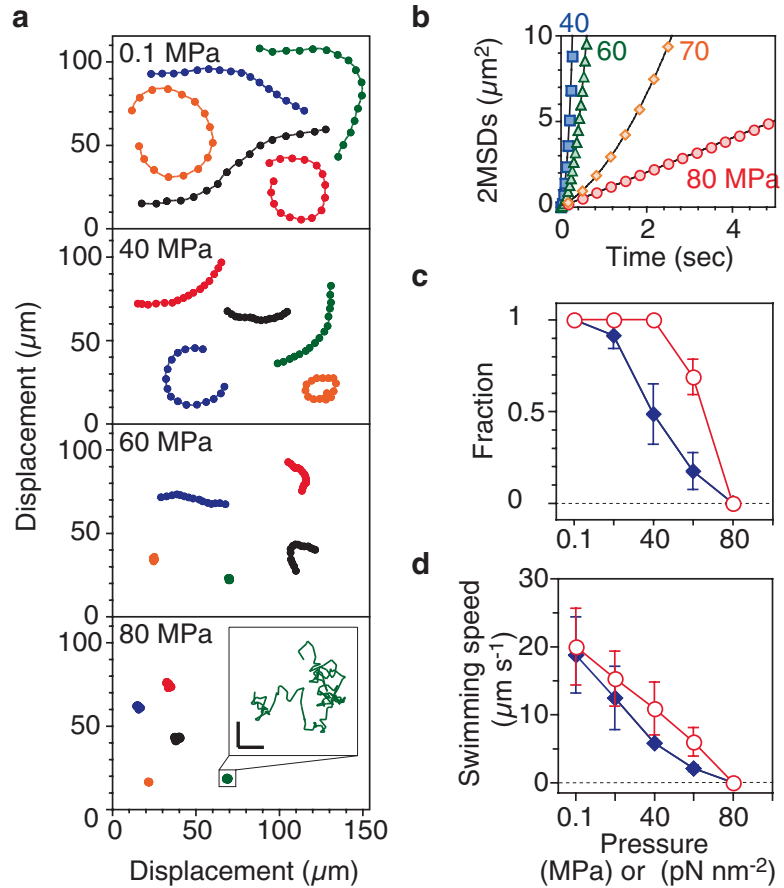 a
0.1 MPa
100
50
0
40 MPa
100
50
0
60 MPa
100
50
0
80 MPa
100
50
0
0 50 100 150
Displacement (µm)
Displacement (µm)
b
40
60
70
80 MPa
10
5
0
2MSDs (µm²)
0 2 4
Time (sec)
c
1
0.5
0
Fraction
0.1 40 80
d
30
20
10
0
Swimming speed
(µm s⁻¹)
0.1 40 80
Pressure
(MPa) or (pN nm⁻²)